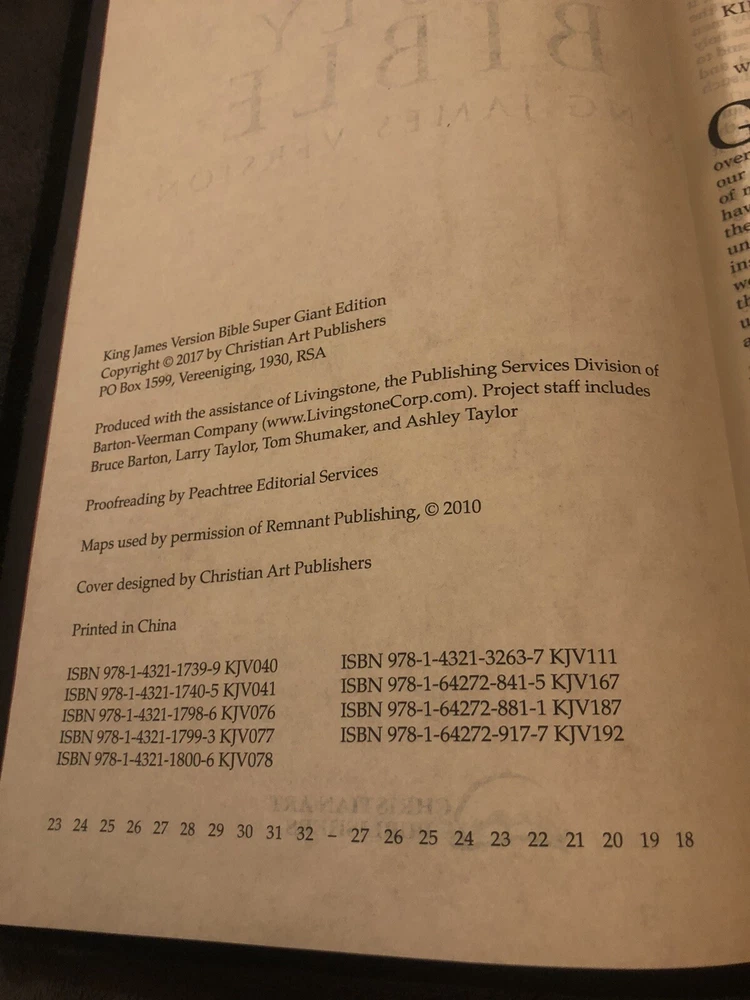 King James Version Bible Super Giant Edition
Copyright © 2017 by Christian Art Publishers
PO Box 1599, Vereeniging, 1930, RSA
Produced with the assistance of Livingstone, the Publishing Services Division of
Barton-Veerman Company (www.LivingstoneCorp.com). Project staff includes
Bruce Barton, Larry Taylor, Tom Shumaker, and Ashley Taylor
Proofreading by Peachtree Editorial Services
Maps used by permission of Remnant Publishing, © 2010
Cover designed by Christian Art Publishers
Printed in China
ISBN 978-1-4321-1739-9 KJV040
ISBN 978-1-4321-1740-5 KJV041
ISBN 978-1-4321-1798-6 KJV076
ISBN 978-1-4321-1799-3 KJV077
ISBN 978-1-4321-1800-6 KJV078
ISBN 978-1-4321-3263-7 KJV111
ISBN 978-1-64272-841-5 KJV167
ISBN 978-1-64272-881-1 KJV187
ISBN 978-1-64272-917-7 KJV192
23 24 25 26 27 28 29 30 31 32 – 27 26 25 24 23 22 21 20 19 18
over
our
of
the